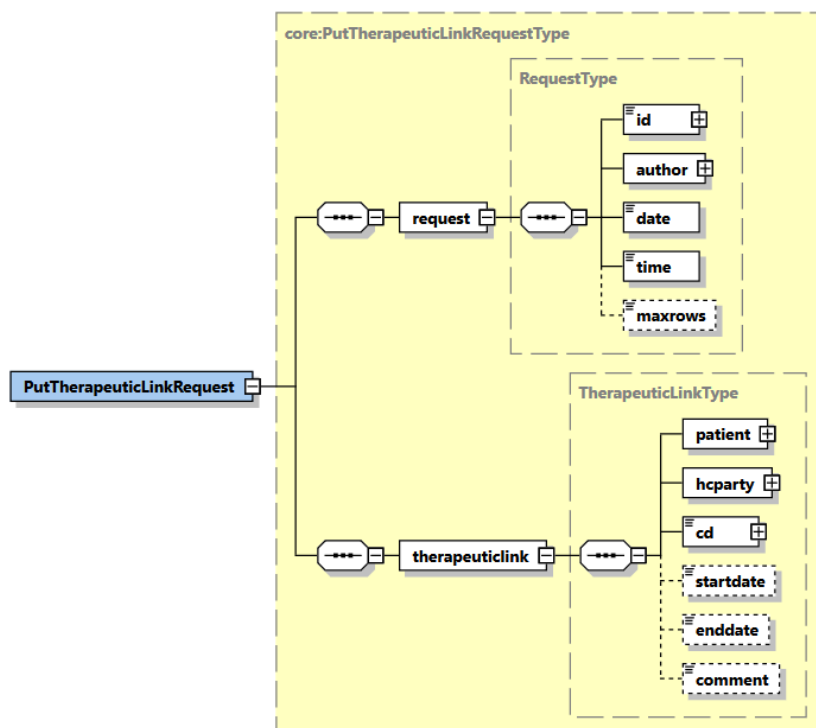 core:PutTherapeuticLinkRequestType
RequestType
id
author
request
date
time
maxrows
PutTherapeuticLinkRequest
TherapeuticLinkType
patient
hcparty
cd
therapeuticlink
startdate
enddate
comment